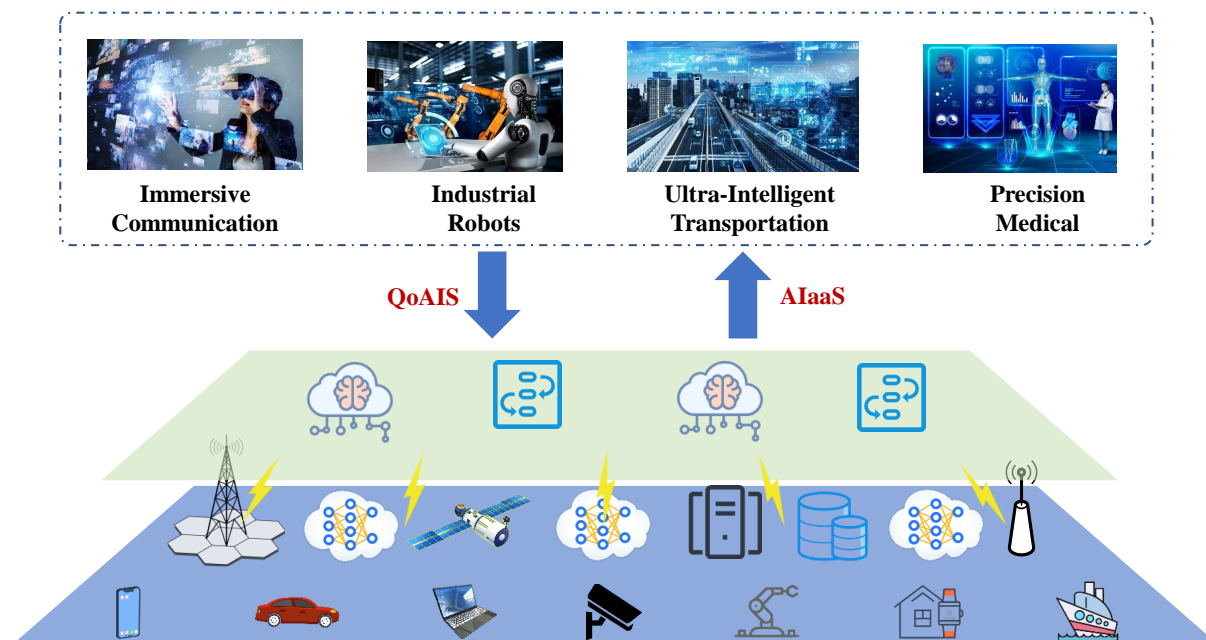 Immersive
Communication
Industrial
Robots
Ultra-Intelligent
Transportation
Precision
Medical
QoAIS
AIaaS